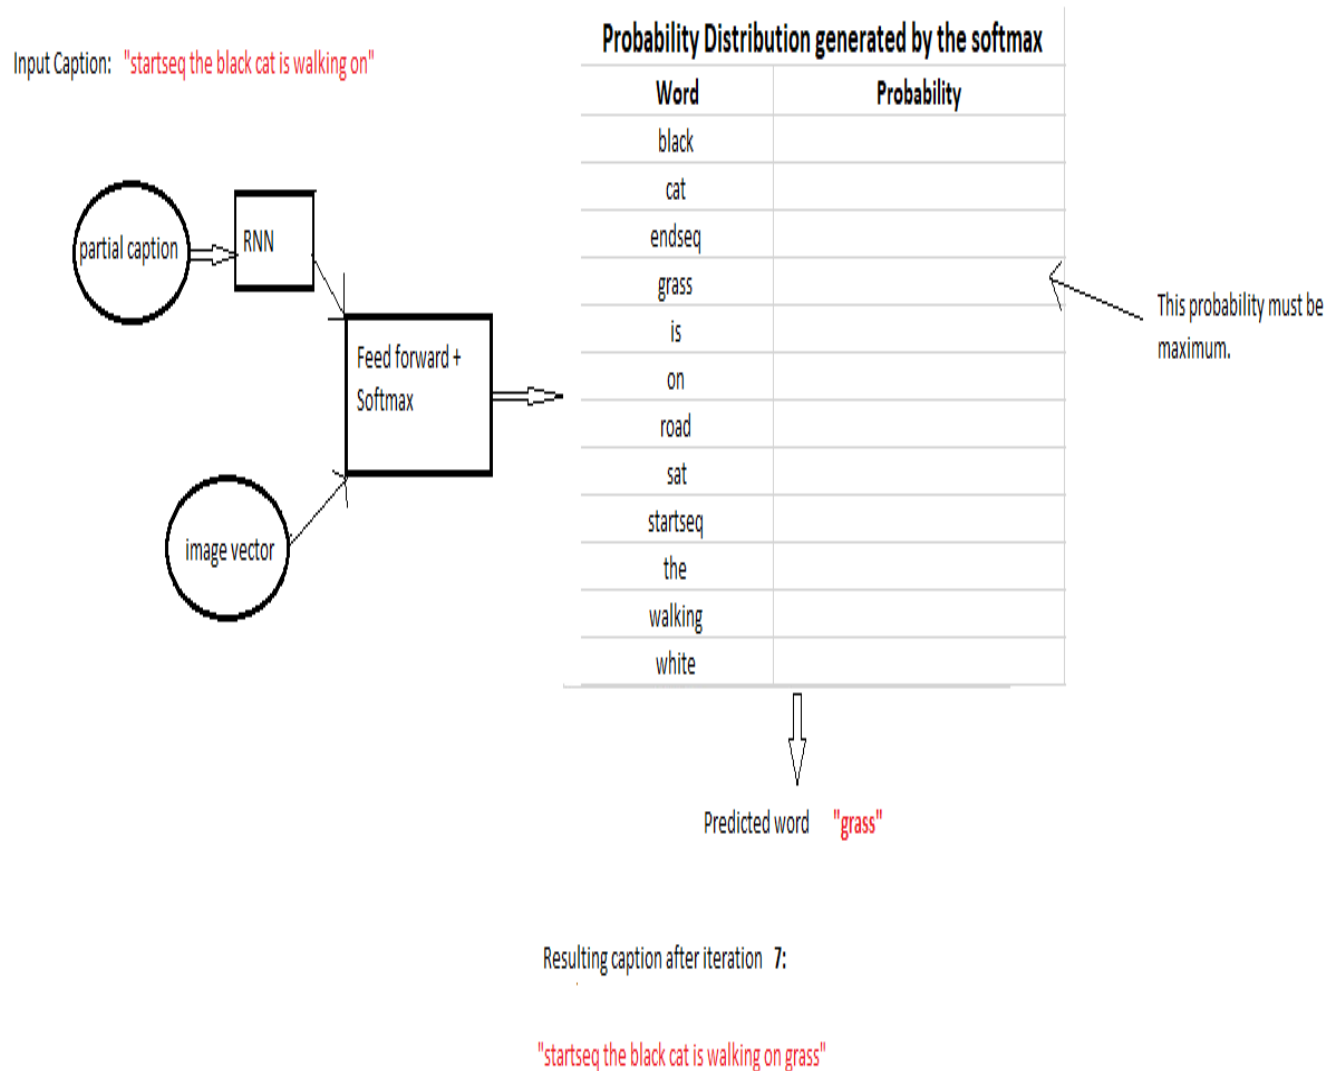 Input Caption: "startseq the black cat is walking on"
Probability Distribution generated by the softmax
Word Probability
black
cat
endseq
grass
is
on
road
sat
startseq
the
walking
white
partial caption
RNN
Feed forward +
Softmax
image vector
This probability must be
maximum.
Predicted word "grass"
Resulting caption after iteration 7:
"startseq the black cat is walking on grass"